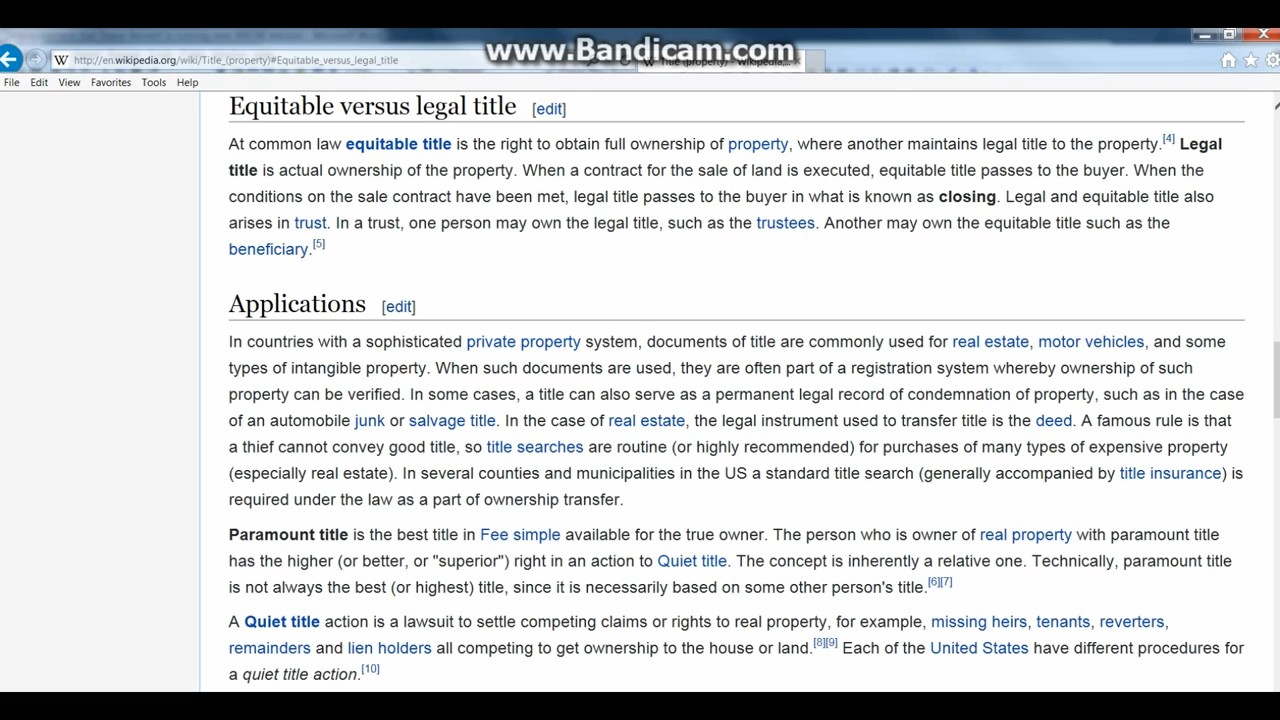 www.Bandicam.com
http://en.wikipedia.org/wiki/Title_(property)#Equitable_versus_legal_title
Title (property) - Wikipedia,...
File Edit View Favorites Tools Help
Equitable versus legal title [edit]
At common law equitable title is the right to obtain full ownership of property, where another maintains legal title to the property.[4] Legal
title is actual ownership of the property. When a contract for the sale of land is executed, equitable title passes to the buyer. When the
conditions on the sale contract have been met, legal title passes to the buyer in what is known as closing. Legal and equitable title also
arises in trust. In a trust, one person may own the legal title, such as the trustees. Another may own the equitable title such as the
beneficiary.[5]
Applications [edit]
In countries with a sophisticated private property system, documents of title are commonly used for real estate, motor vehicles, and some
types of intangible property. When such documents are used, they are often part of a registration system whereby ownership of such
property can be verified. In some cases, a title can also serve as a permanent legal record of condemnation of property, such as in the case
of an automobile junk or salvage title. In the case of real estate, the legal instrument used to transfer title is the deed. A famous rule is that
a thief cannot convey good title, so title searches are routine (or highly recommended) for purchases of many types of expensive property
(especially real estate). In several counties and municipalities in the US a standard title search (generally accompanied by title insurance) is
required under the law as a part of ownership transfer.
Paramount title is the best title in Fee simple available for the true owner. The person who is owner of real property with paramount title
has the higher (or better, or "superior") right in an action to Quiet title. The concept is inherently a relative one. Technically, paramount title
is not always the best (or highest) title, since it is necessarily based on some other person's title.[6][7]
A Quiet title action is a lawsuit to settle competing claims or rights to real property, for example, missing heirs, tenants, reverters,
remainders and lien holders all competing to get ownership to the house or land.[8][9] Each of the United States have different procedures for
a quiet title action.[10]